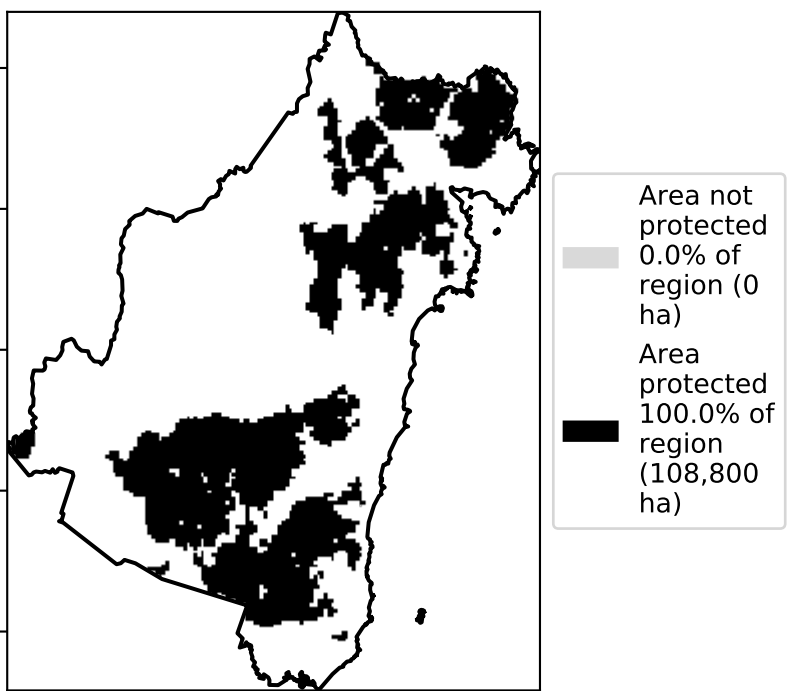 Area not
protected
0.0% of
region (0
ha)
Area
protected
100.0% of
region
(108,800
ha)